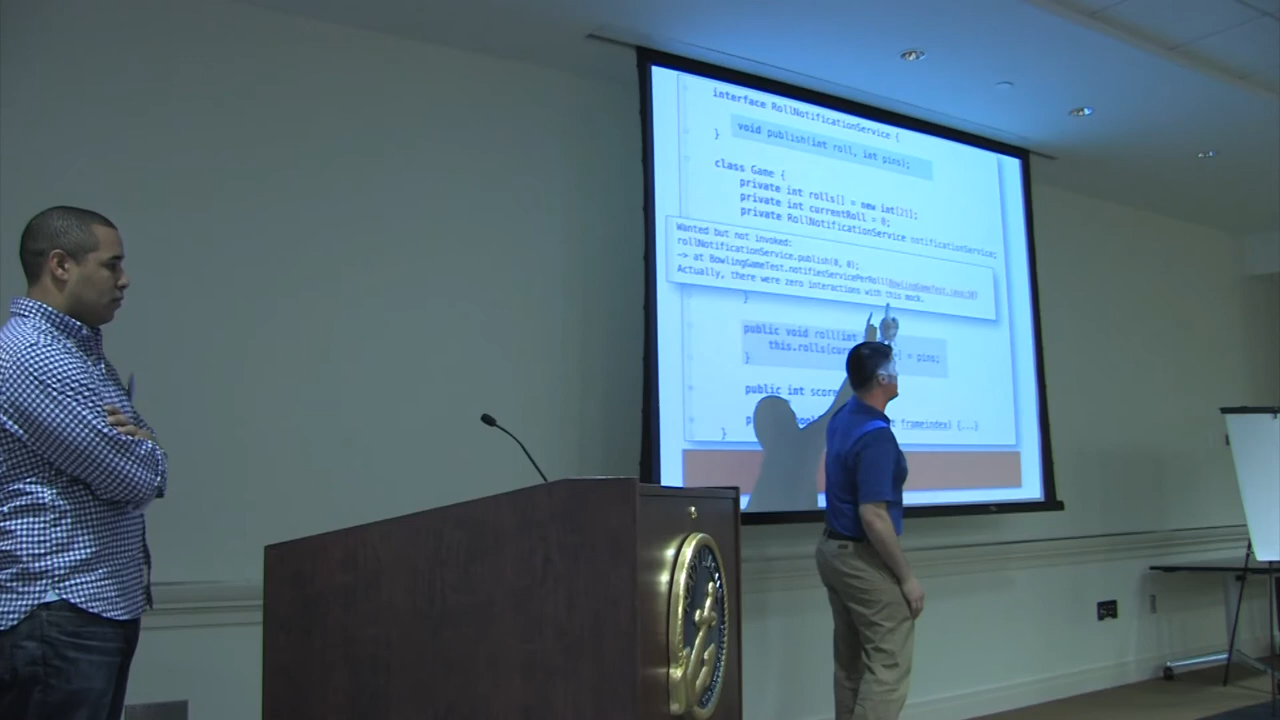 interface RollNotificationService {
void publish(int roll, int pins);
}
class Game {
private int rolls[] = new int[21];
private int currentRoll = 0;
private RollNotificationService notificationService;
Wanted but not invoked:
rollNotificationService.publish(0, 0);
-> at BowlingGameTest.notifiesServicePerRoll(BowlingGameTest.java:50)
Actually, there were zero interactions with this mock.
}
public void roll(int
this.rolls[cur = pins;
}
public int score
frameindex) {...}
}